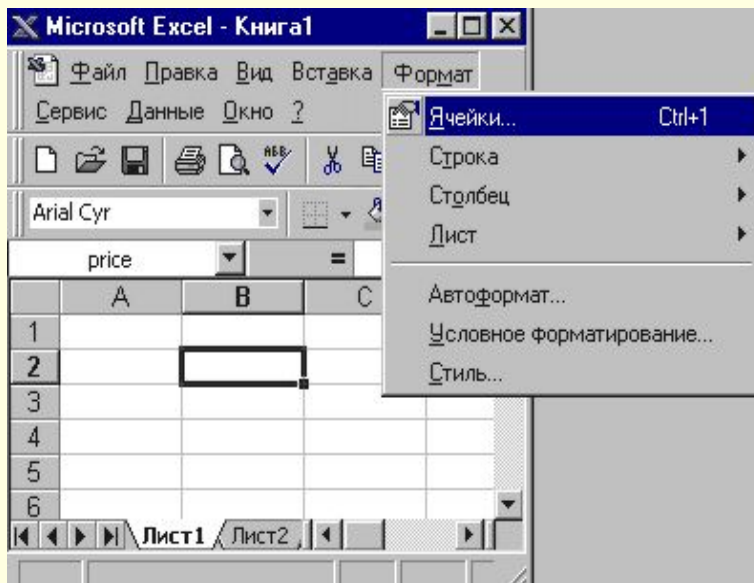 Microsoft Excel - Книга1
Файл Правка Вид Вставка Формат
Сервис Данные Окно ?
Ячейки... Ctrl+1
Строка
Столбец
Лист
Автоформат...
Условное форматирование...
Стиль...
Arial Cyr
price =
A B C
1
2
3
4
5
6
Лист1 Лист2